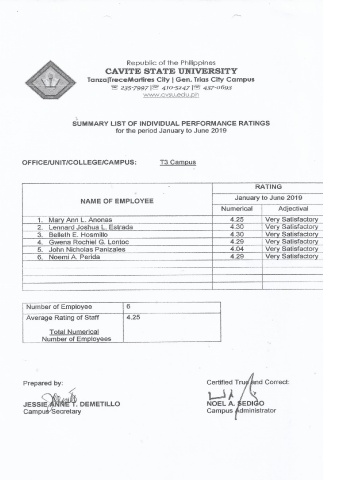 Republic of the Philippines
CAVITE STATE UNIVERSITY
Tanza|TreceMartires City | Gen. Trias City Campus
☏ 235-7997 |☏ 410-5247 |☏ 437-0693
www.cvsu.edu.ph
SUMMARY LIST OF INDIVIDUAL PERFORMANCE RATINGS
for the period January to June 2019
OFFICE/UNIT/COLLEGE/CAMPUS: T3 Campus
NAME OF EMPLOYEE
RATING
January to June 2019
Numerical Adjectival
1. Mary Ann L. Anonas 4.25 Very Satisfactory
2. Lennard Joshua L. Estrada 4.30 Very Satisfactory
3. Belleth E. Hosmillo 4.30 Very Satisfactory
4. Gwena Rochiel G. Lontoc 4.29 Very Satisfactory
5. John Nicholas Panizales 4.04 Very Satisfactory
6. Noemi A. Perida 4.29 Very Satisfactory
Number of Employee 6
Average Rating of Staff 4.25
Total Numerical
Number of Employees
Prepared by: Certified True and Correct:
JESSIE ANNE T. DEMETILLO NOEL A. SEDIGO
Campus Secretary Campus Administrator